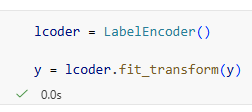 lcoder = LabelEncoder()
y = lcoder.fit_transform(y)
0.0s